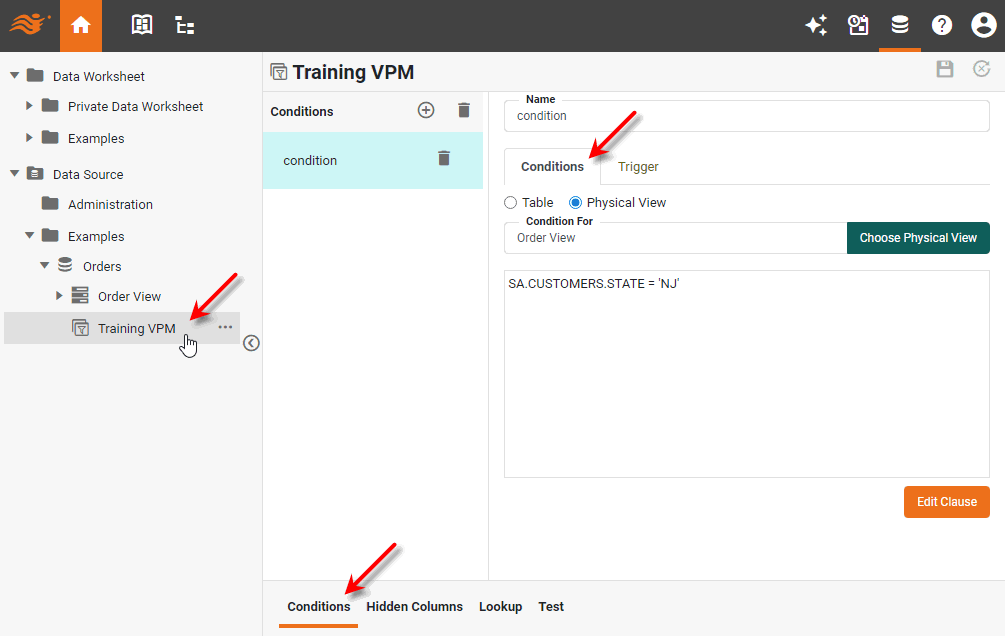 Data Worksheet
Private Data Worksheet
Examples
Data Source
Administration
Examples
Orders
Order View
Training VPM
Training VPM
Conditions
condition
Name
condition
Conditions
Trigger
Table
Physical View
Condition For
Order View
Choose Physical View
SA.CUSTOMERS.STATE = 'NJ'
Edit Clause
Conditions
Hidden Columns
Lookup
Test